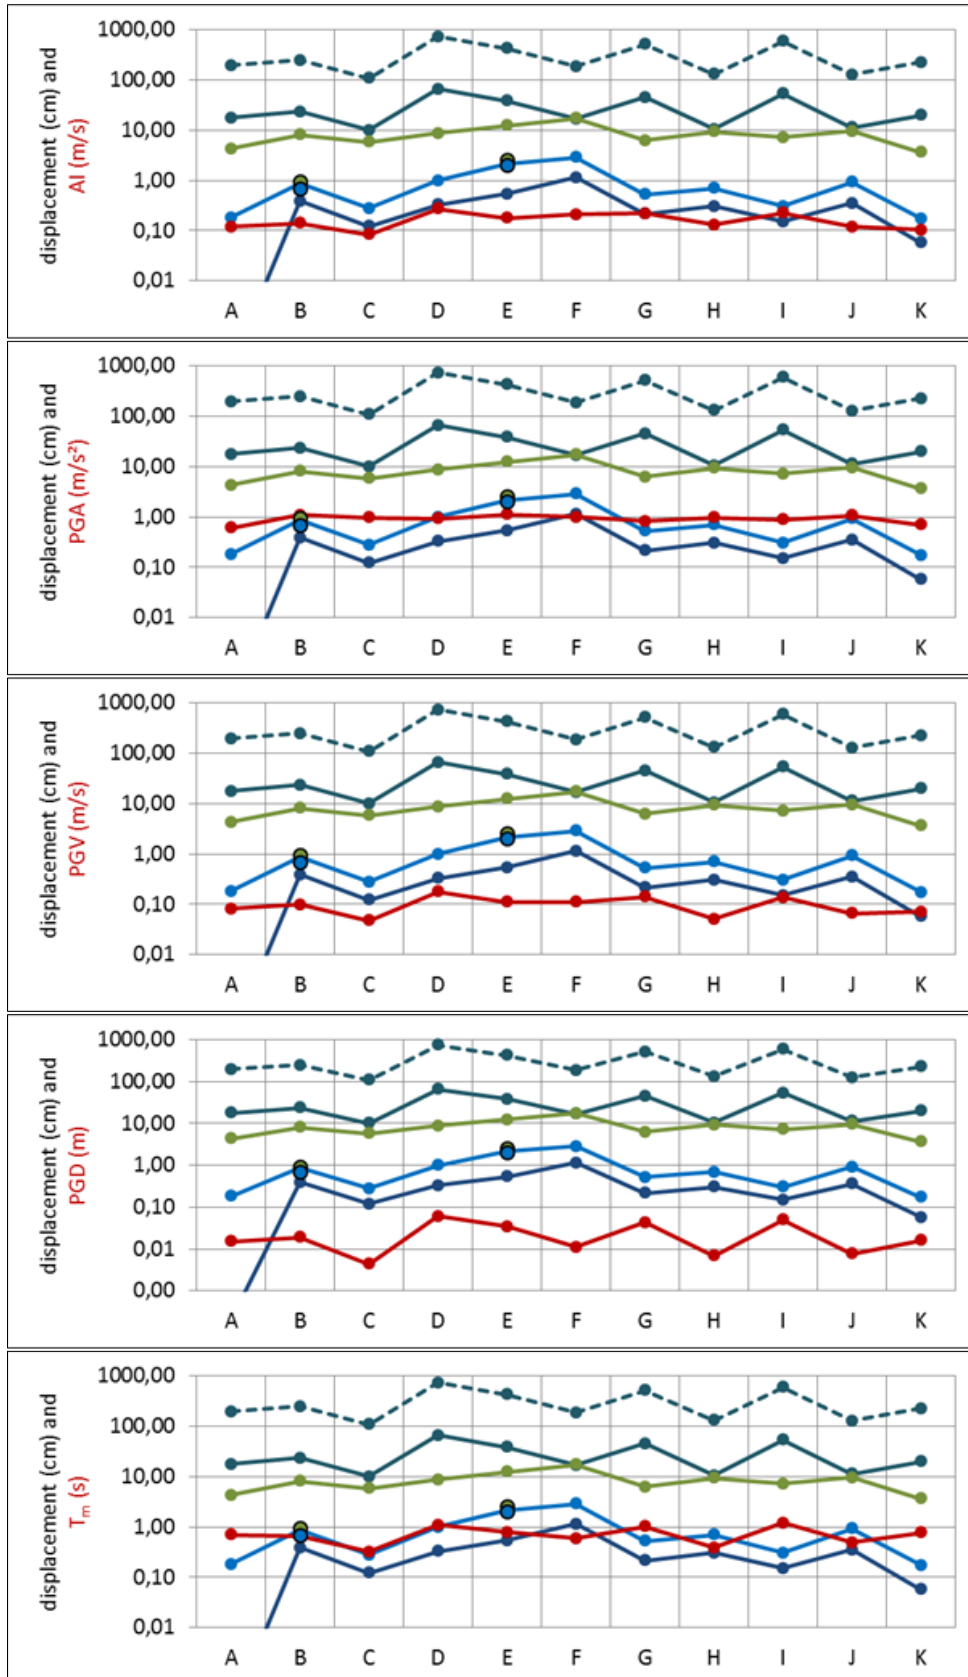 displacement (cm) and
AI (m/s)
1000,00
100,00
10,00
1,00
0,10
0,01
A B C D E F G H I J K
displacement (cm) and
PGA (m/s²)
1000,00
100,00
10,00
1,00
0,10
0,01
A B C D E F G H I J K
displacement (cm) and
PGV (m/s)
1000,00
100,00
10,00
1,00
0,10
0,01
A B C D E F G H I J K
displacement (cm) and
PGD (m)
1000,00
100,00
10,00
1,00
0,10
0,01
0,00
A B C D E F G H I J K
displacement (cm) and
Tm (s)
1000,00
100,00
10,00
1,00
0,10
0,01
A B C D E F G H I J K